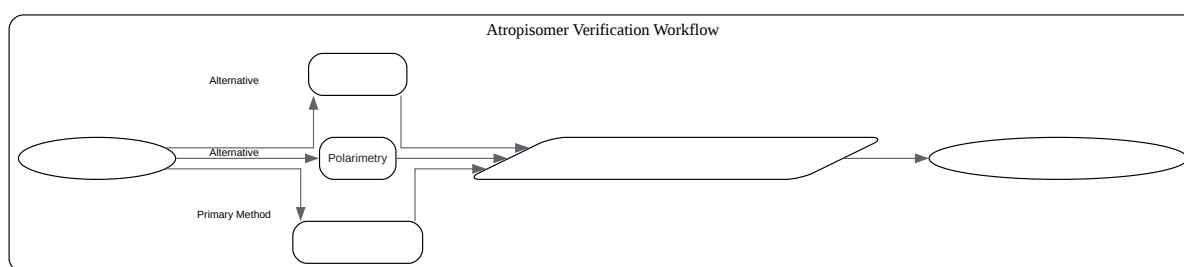 Atropisomer Verification Workflow
Alternative
Alternative
Polarimetry
Primary Method